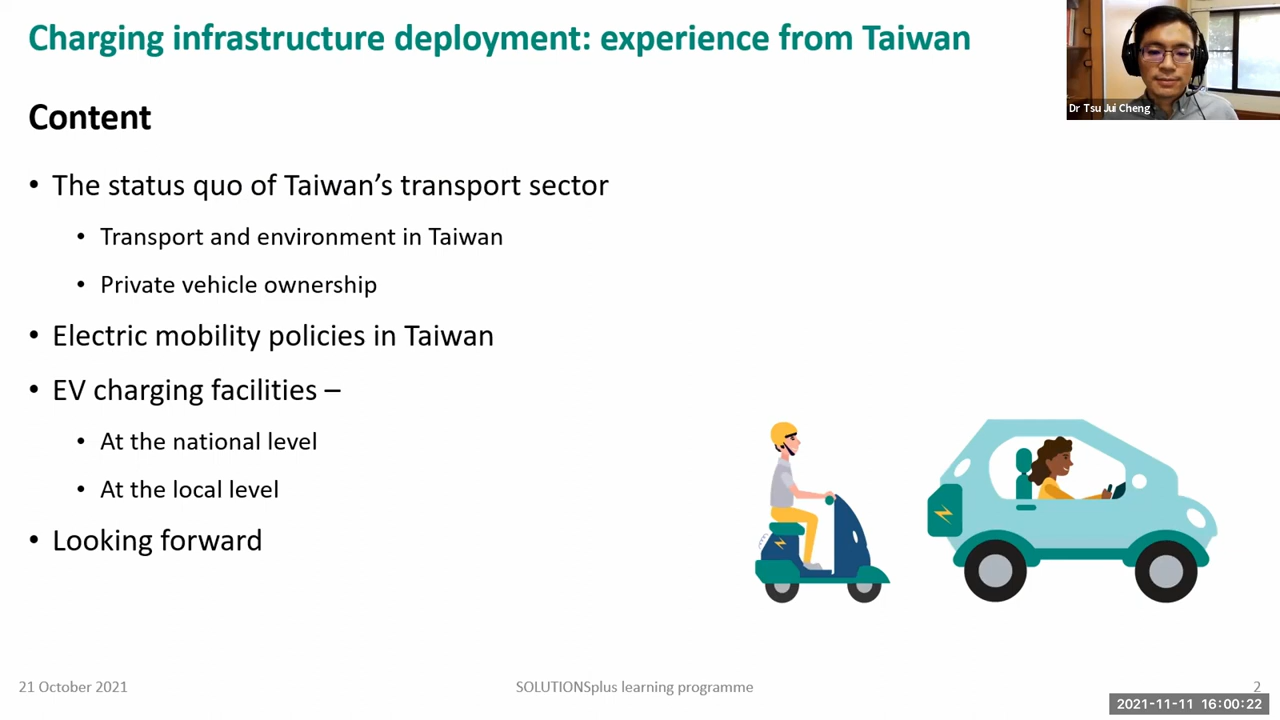 Charging infrastructure deployment: experience from Taiwan
Dr Tsu Jui Cheng
Content
• The status quo of Taiwan’s transport sector
• Transport and environment in Taiwan
• Private vehicle ownership
• Electric mobility policies in Taiwan
• EV charging facilities –
• At the national level
• At the local level
• Looking forward
21 October 2021
SOLUTIONSplus learning programme
2
2021-11-11 16:00:22